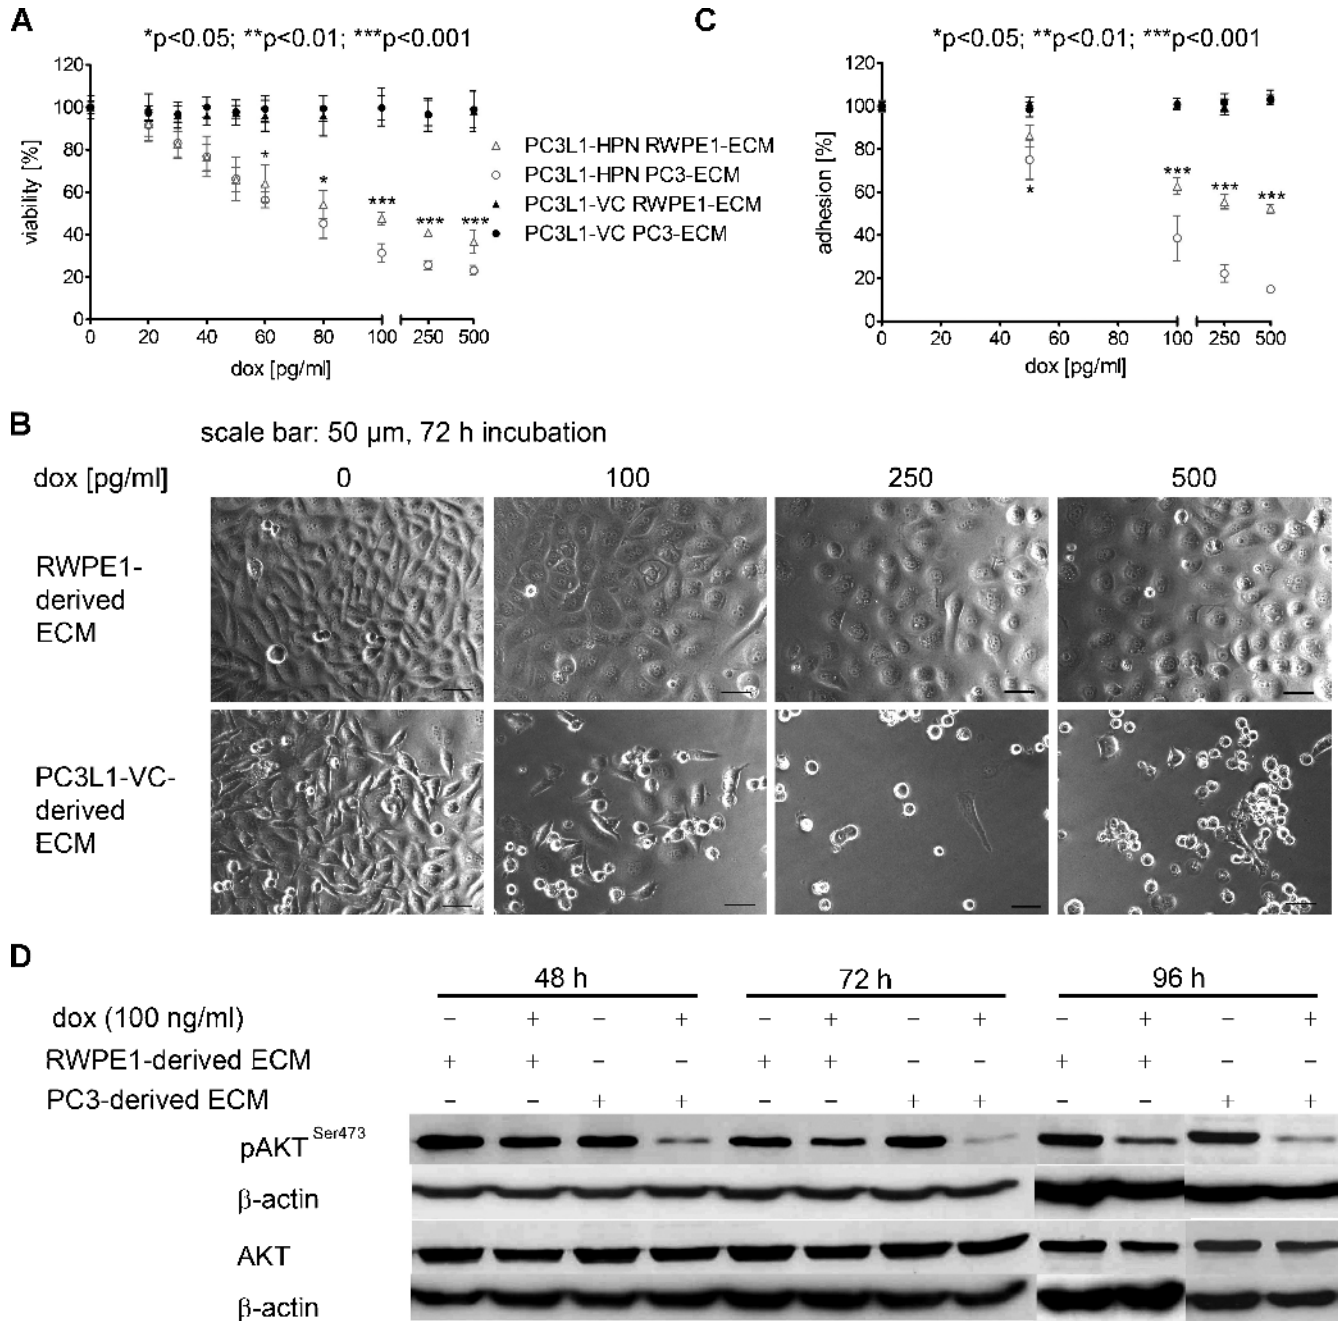 A
*p<0.05; **p<0.01; ***p<0.001
120
100
80
60
40
20
0
viability [%]
* * *** *** ***
0 20 40 60 80 100 250 500
dox [pg/ml]
PC3L1-HPN RWPE1-ECM
PC3L1-HPN PC3-ECM
PC3L1-VC RWPE1-ECM
PC3L1-VC PC3-ECM
C
*p<0.05; **p<0.01; ***p<0.001
120
100
80
60
40
20
0
adhesion [%]
* *** *** ***
0 20 40 60 80 100 250 500
dox [pg/ml]
B
scale bar: 50 µm, 72 h incubation
dox [pg/ml] 0 100 250 500
RWPE1-
derived
ECM
PC3L1-VC-
derived
ECM
D
48 h 72 h 96 h
dox (100 ng/ml) − + − + − + − + − + − +
RWPE1-derived ECM + + − − + + − − + + − −
PC3-derived ECM − − + + − − + + − − + +
pAKT Ser473
β-actin
AKT
β-actin